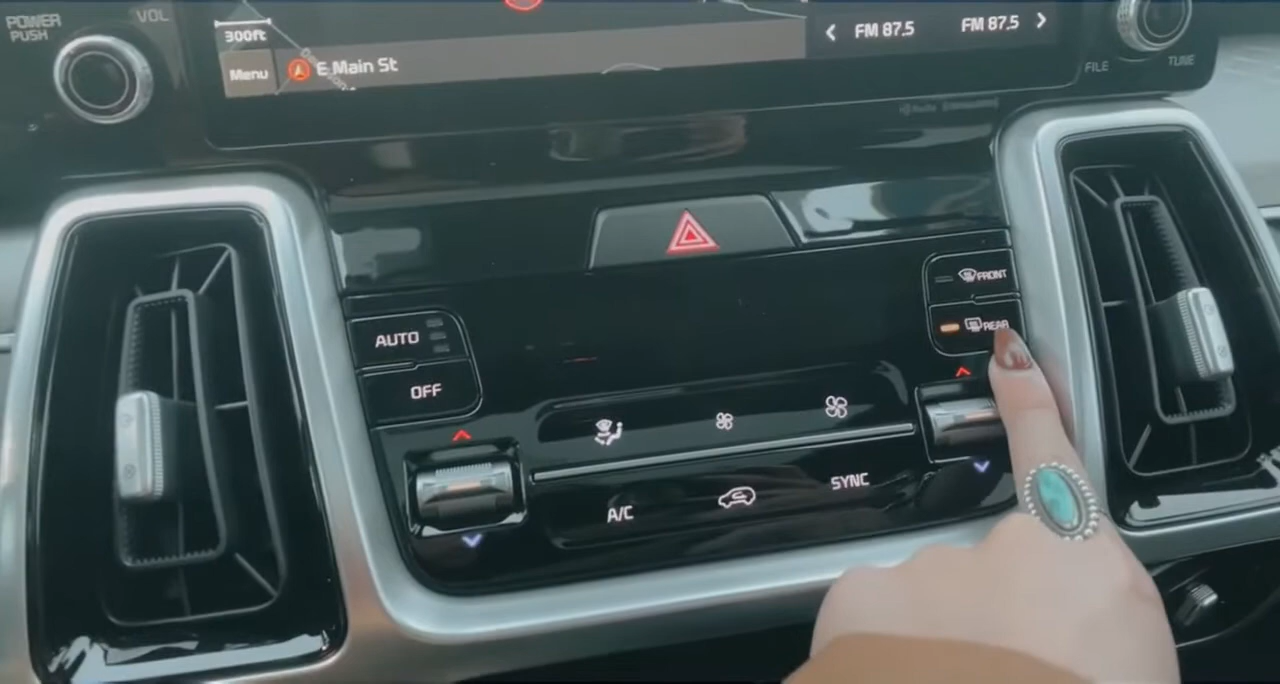 POWER
PUSH
VOL
300ft
Menu
E Main St
FM 87.5
FM 87.5
FILE
TUNE
FRONT
REAR
AUTO
OFF
A/C
SYNC